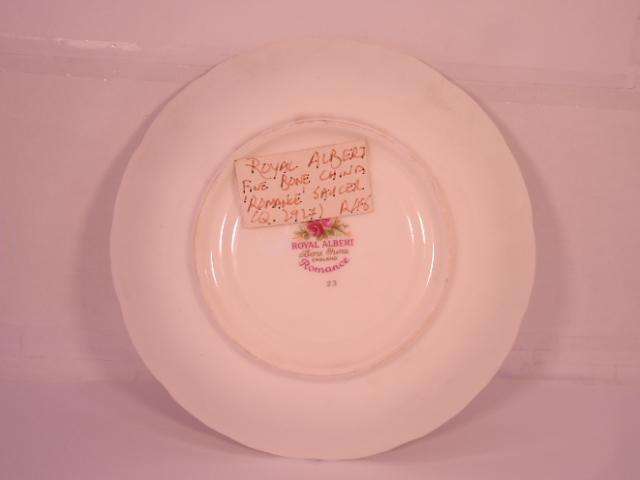 ROYAL ALBERT
FINE BONE CHINA
'ROMANCE' SAUCER
ROYAL ALBERT
Bone China
ENGLAND
Romance
23